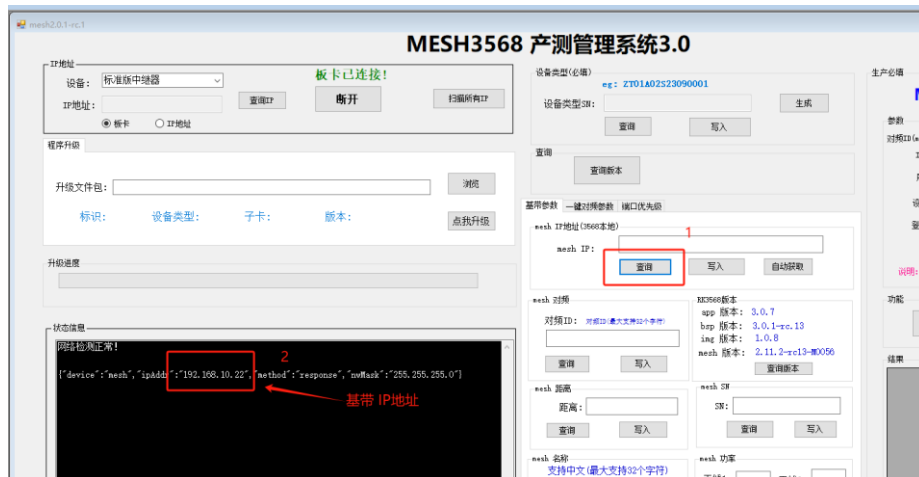 mesh2.0.1-rc.1
MESH3568 产测管理系统3.0
IP地址
设备: 标准版中继器
板卡已连接!
IP地址:
查询IP
断开
扫描所有IP
板卡
IP地址
程序升级
升级文件包:
浏览
标识:
设备类型:
子卡:
版本:
点我升级
升级进度
状态信息
网络检测正常!
{"device":"mesh","ipAddr":"192.168.10.22","method":"response","nwMask":"255.255.255.0"}
2
基带 IP地址
设备类型(必填)
eg: ZT01A02S23090001
设备类型SN:
生成
查询
写入
查询
查询版本
基带参数
一键对频参数
端口优先级
mesh IP地址(3568本地)
1
mesh IP:
查询
写入
自动获取
mesh 对频
对频ID: 对频ID(最大支持32个字符)
查询
写入
RK3568版本
app 版本: 3.0.7
bsp 版本: 3.0.1-rc.13
img 版本: 1.0.8
mesh 版本: 2.11.2-rc13-M0056
查询版本
mesh 距离
距离:
查询
写入
mesh SN
SN:
查询
写入
mesh 名称
支持中文(最大支持32个字符)
mesh 功率
生产必填
参数
对频ID(m
说明:
功能
结果